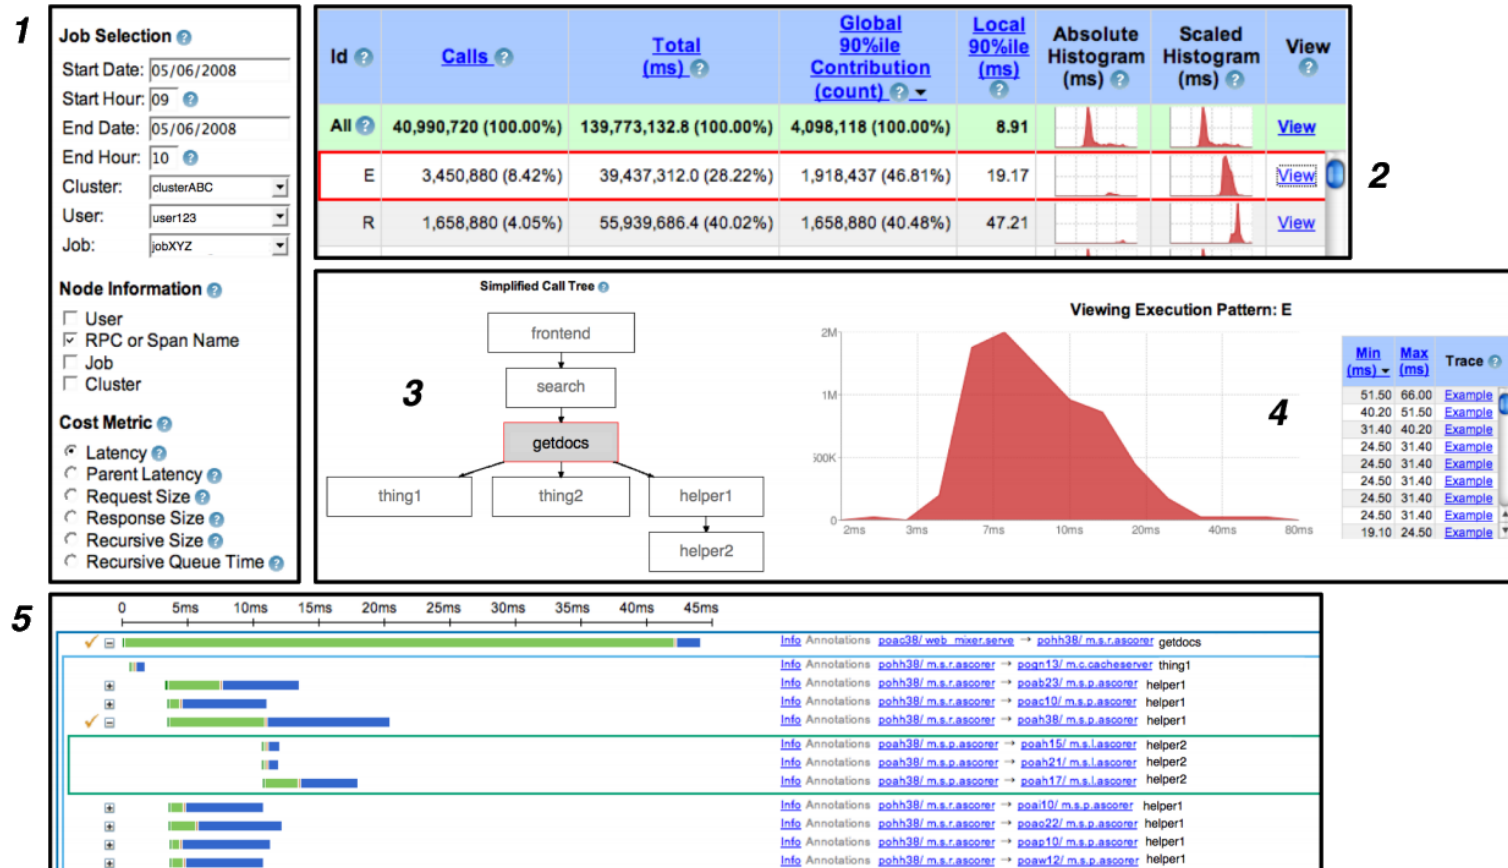 1
Job Selection ?
Start Date: 05/06/2008
Start Hour: 09 ?
End Date: 05/06/2008
End Hour: 10 ?
Cluster: clusterABC
User: user123
Job: jobXYZ
Node Information ?
User
RPC or Span Name
Job
Cluster
Cost Metric ?
Latency ?
Parent Latency ?
Request Size ?
Response Size ?
Recursive Size ?
Recursive Queue Time ?
Id ? Calls ? Total (ms) ? Global 90%ile Contribution (count) ? Local 90%ile (ms) ? Absolute Histogram (ms) ? Scaled Histogram (ms) ? View ?
All ? 40,990,720 (100.00%) 139,773,132.8 (100.00%) 4,098,118 (100.00%) 8.91 View
E 3,450,880 (8.42%) 39,437,312.0 (28.22%) 1,918,437 (46.81%) 19.17 View
R 1,658,880 (4.05%) 55,939,686.4 (40.02%) 1,658,880 (40.48%) 47.21 View
2
Simplified Call Tree ?
frontend
search
getdocs
thing1 thing2 helper1
helper2
3
Viewing Execution Pattern: E
2M
1M
500K
0
2ms 3ms 7ms 10ms 20ms 40ms 80ms
4
Min (ms) Max (ms) Trace ?
51.50 66.00 Example
40.20 51.50 Example
31.40 40.20 Example
24.50 31.40 Example
24.50 31.40 Example
24.50 31.40 Example
24.50 31.40 Example
24.50 31.40 Example
19.10 24.50 Example
5
0 5ms 10ms 15ms 20ms 25ms 30ms 35ms 40ms 45ms
Info Annotations poac38/ web_mixer.serve → pohh38/ m.s.r.ascorer getdocs
Info Annotations pohh38/ m.s.r.ascorer → poqn13/ m.c.cacheserver thing1
Info Annotations pohh38/ m.s.r.ascorer → poab23/ m.s.p.ascorer helper1
Info Annotations pohh38/ m.s.r.ascorer → poac10/ m.s.p.ascorer helper1
Info Annotations pohh38/ m.s.r.ascorer → poah38/ m.s.p.ascorer helper1
Info Annotations poah38/ m.s.p.ascorer → poah15/ m.s.l.ascorer helper2
Info Annotations poah38/ m.s.p.ascorer → poah21/ m.s.l.ascorer helper2
Info Annotations poah38/ m.s.p.ascorer → poah17/ m.s.l.ascorer helper2
Info Annotations pohh38/ m.s.r.ascorer → poai10/ m.s.p.ascorer helper1
Info Annotations pohh38/ m.s.r.ascorer → poao22/ m.s.p.ascorer helper1
Info Annotations pohh38/ m.s.r.ascorer → poap10/ m.s.p.ascorer helper1
Info Annotations pohh38/ m.s.r.ascorer → poaw12/ m.s.p.ascorer helper1